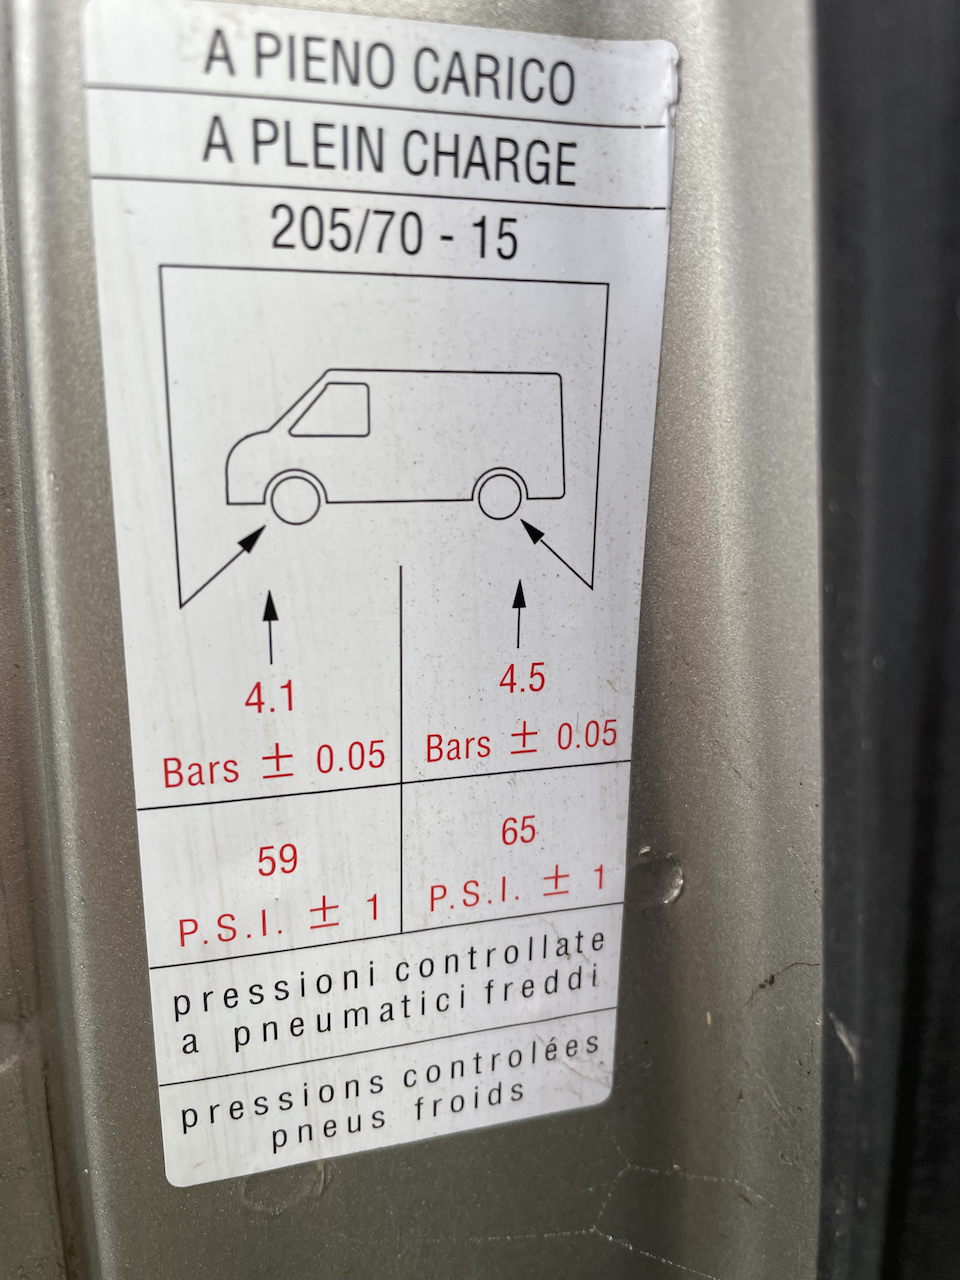 A PIENO CARICO
A PLEIN CHARGE
205/70 - 15
4.1
Bars ± 0.05
4.5
Bars ± 0.05
59
P.S.I. ± 1
65
P.S.I. ± 1
pressioni controllate
a pneumatici freddi
pressions controlées
pneus froids